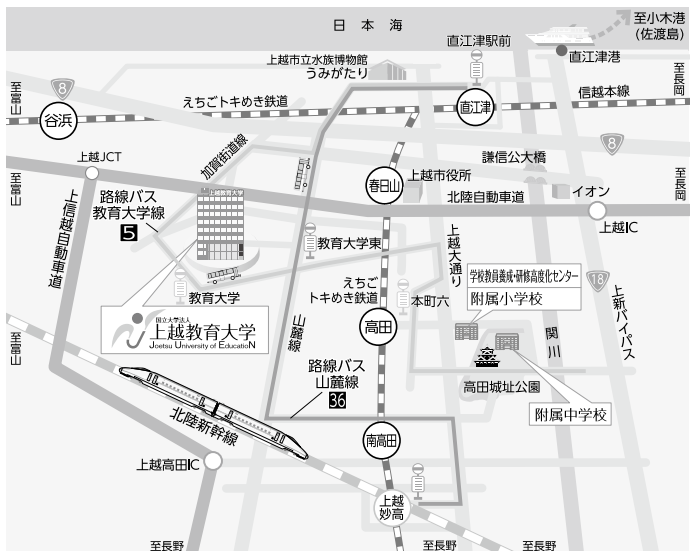 日本海
至小木港
(佐渡島)
直江津駅前
直江津港
上越市立水族博物館
うみがたり
至富山
8
谷浜
えちごトキめき鉄道
直江津
信越本線
至長岡
加賀街道線
8
上越JCT
春日山
上越市役所
謙信公大橋
イオン
至富山
上信越自動車道
路線バス
教育大学線
5
上越教育大学
北陸自動車道
上越IC
至長岡
教育大学東
上越大通り
学校教員養成・研修高度化センター
附属小学校
18
教育大学
えちご
トキめき鉄道
本町六
国立大学法人
上越教育大学
Joetsu University of EducatioN
山麓線
高田
関川
上新バイパス
至富山
高田城址公園
路線バス
山麓線
36
附属中学校
北陸新幹線
南高田
上越高田IC
上越
妙高
至長野
至長野
至長野